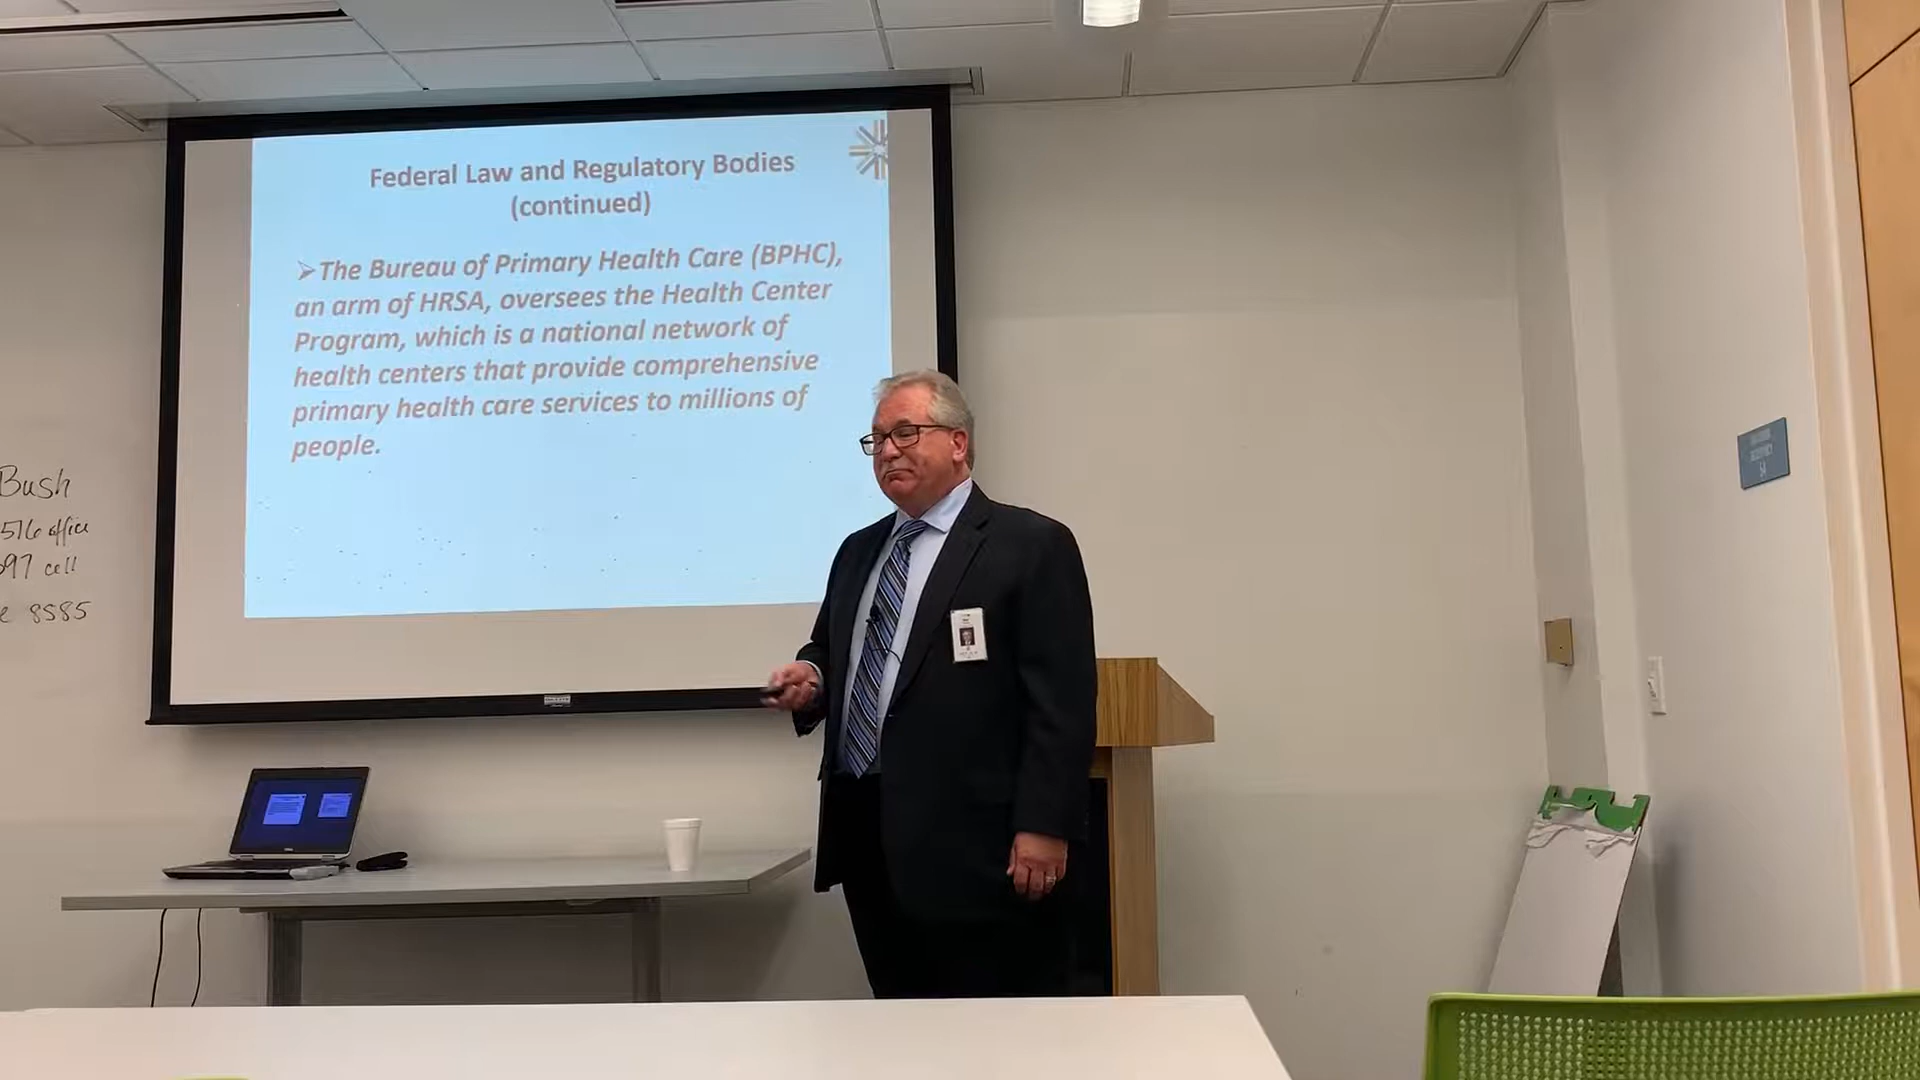 Federal Law and Regulatory Bodies
(continued)
➢The Bureau of Primary Health Care (BPHC),
an arm of HRSA, oversees the Health Center
Program, which is a national network of
health centers that provide comprehensive
primary health care services to millions of
people.
Bush
516 office
97 cell
8585